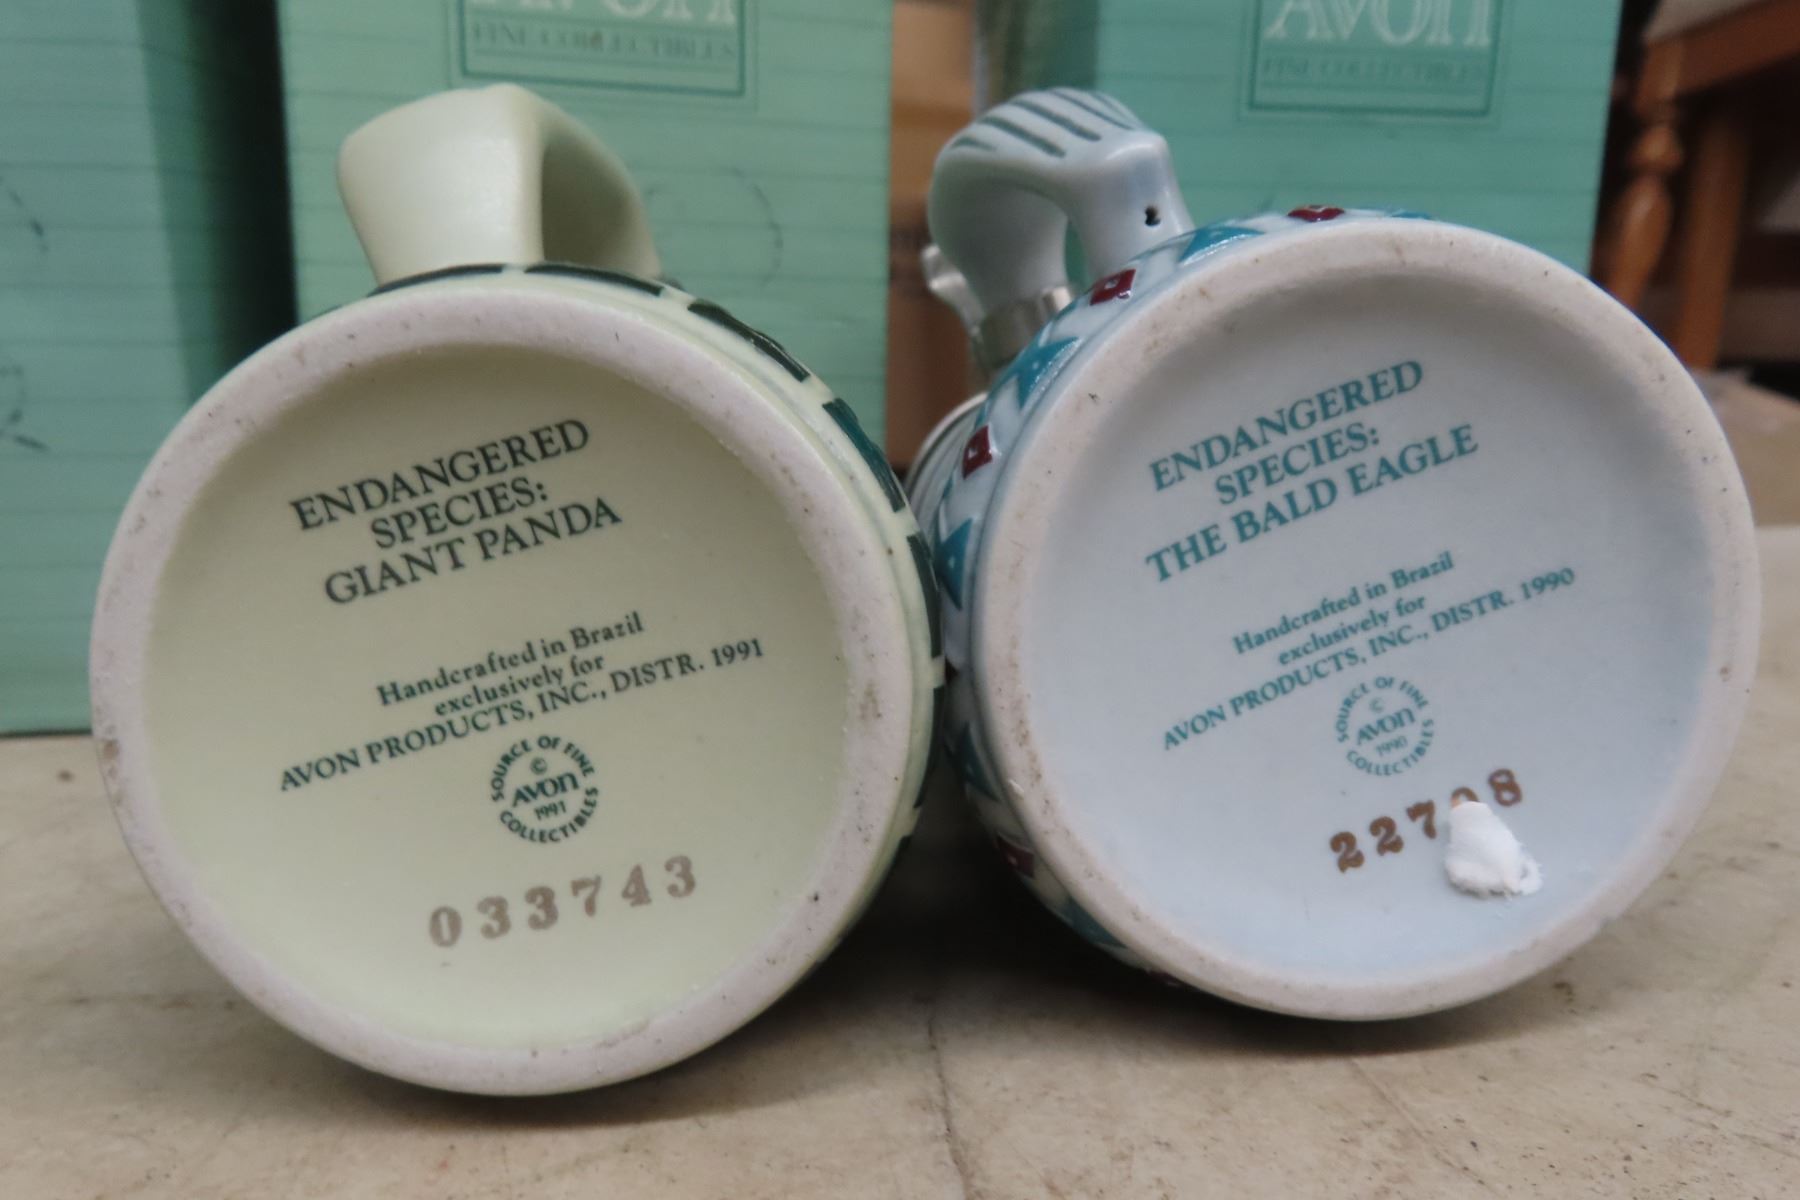 AVON
FINE COLLECTIBLES
AVON
FINE COLLECTIBLES
ENDANGERED
SPECIES:
GIANT PANDA
Handcrafted in Brazil
exclusively for
AVON PRODUCTS, INC., DISTR. 1991
SOURCE OF FINE
©
AVON
1991
COLLECTIBLES
033743
ENDANGERED
SPECIES:
THE BALD EAGLE
Handcrafted in Brazil
exclusively for
AVON PRODUCTS, INC., DISTR. 1990
SOURCE OF FINE
©
AVON
1990
COLLECTIBLES